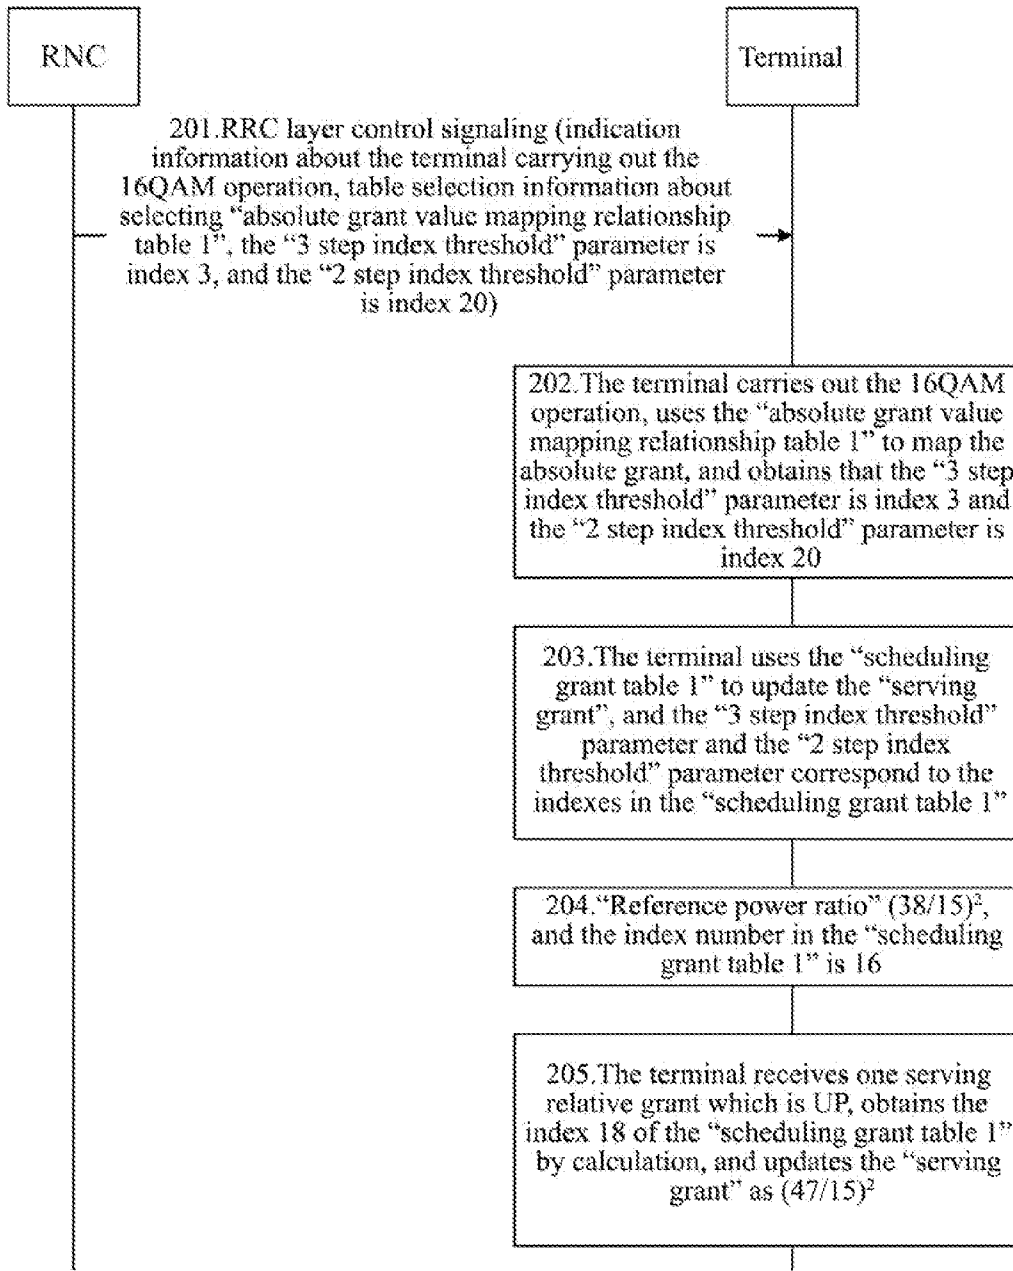 RNC
Terminal
201.RRC layer control signaling (indication
information about the terminal carrying out the
16QAM operation, table selection information about
selecting “absolute grant value mapping relationship
table 1”, the “3 step index threshold” parameter is
index 3, and the “2 step index threshold” parameter
is index 20)
202.The terminal carries out the 16QAM
operation, uses the “absolute grant value
mapping relationship table 1” to map the
absolute grant, and obtains that the “3 step
index threshold” parameter is index 3 and
the “2 step index threshold” parameter is
index 20
203.The terminal uses the “scheduling
grant table 1” to update the “serving
grant”, and the “3 step index threshold”
parameter and the “2 step index
threshold” parameter correspond to the
indexes in the “scheduling grant table 1”
204.“Reference power ratio” (38/15)²,
and the index number in the “scheduling
grant table 1” is 16
205.The terminal receives one serving
relative grant which is UP, obtains the
index 18 of the “scheduling grant table 1”
by calculation, and updates the “serving
grant” as (47/15)²